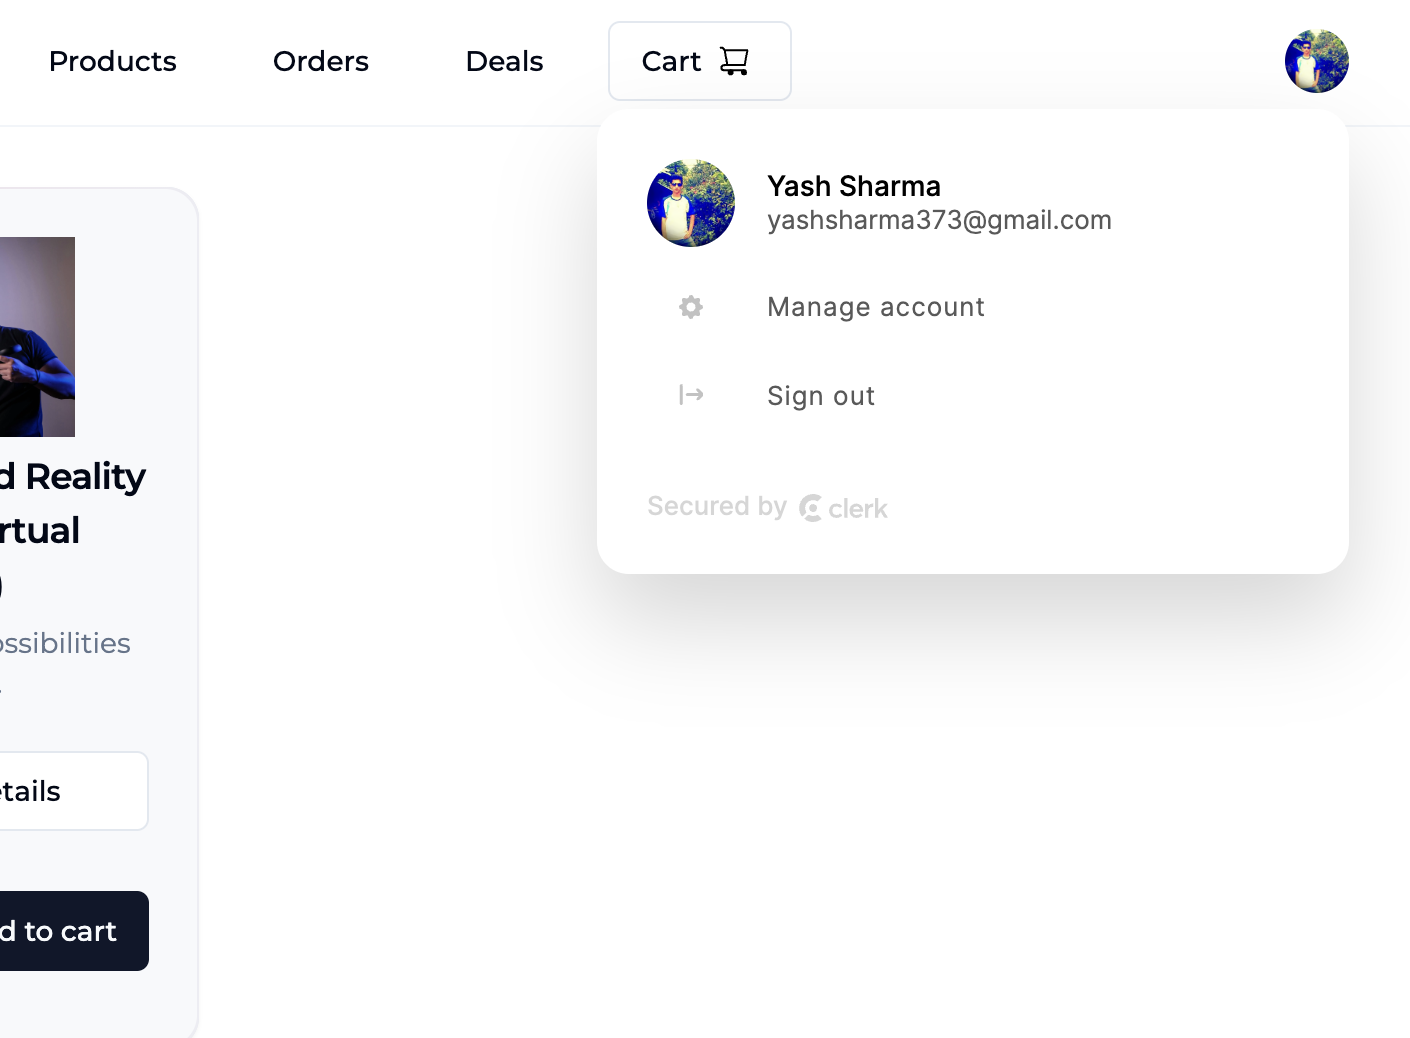 Products
Orders
Deals
Cart
Yash Sharma
yashsharma373@gmail.com
Manage account
Sign out
Secured by clerk
d Reality
rtual
)
ossibilities
.
etails
d to cart